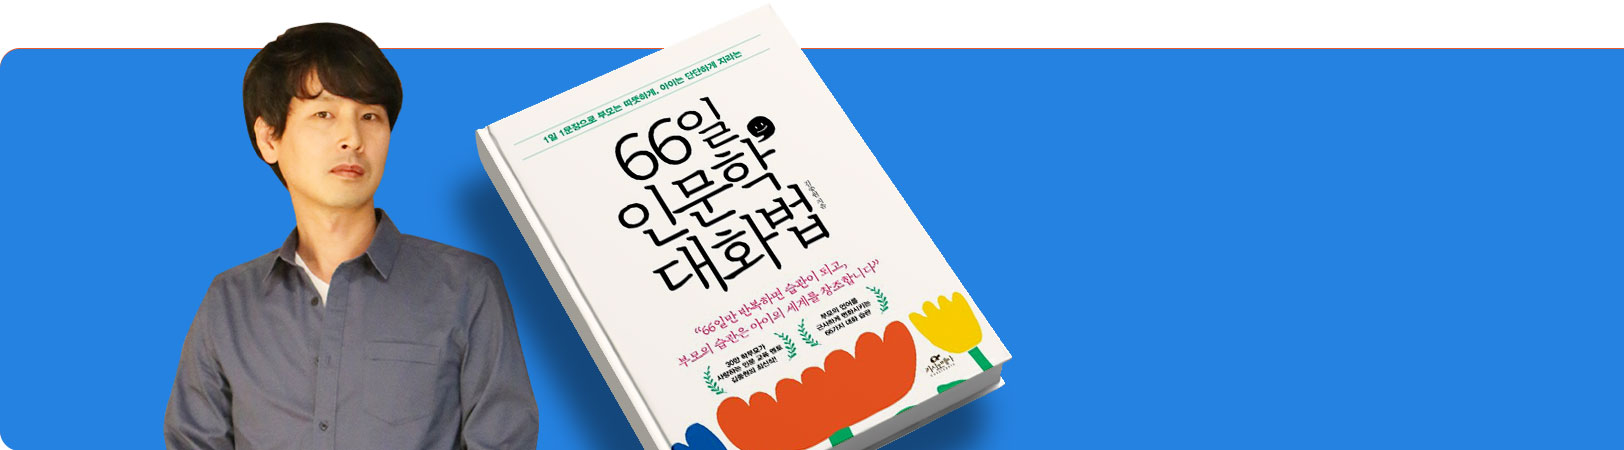 1일 1문장으로 부모는 따뜻하게, 아이는 단단하게 자라는
66일
인문학
대화법
김종원 지음
“66일만 반복하면 습관이 되고,
부모의 습관은 아이의 세계를 창조합니다”
30만 학부모가
사랑하는 인문 교육 멘토
김종원의 최신작!
부모의 언어를
근사하게 변화시키는
66가지 대화 습관